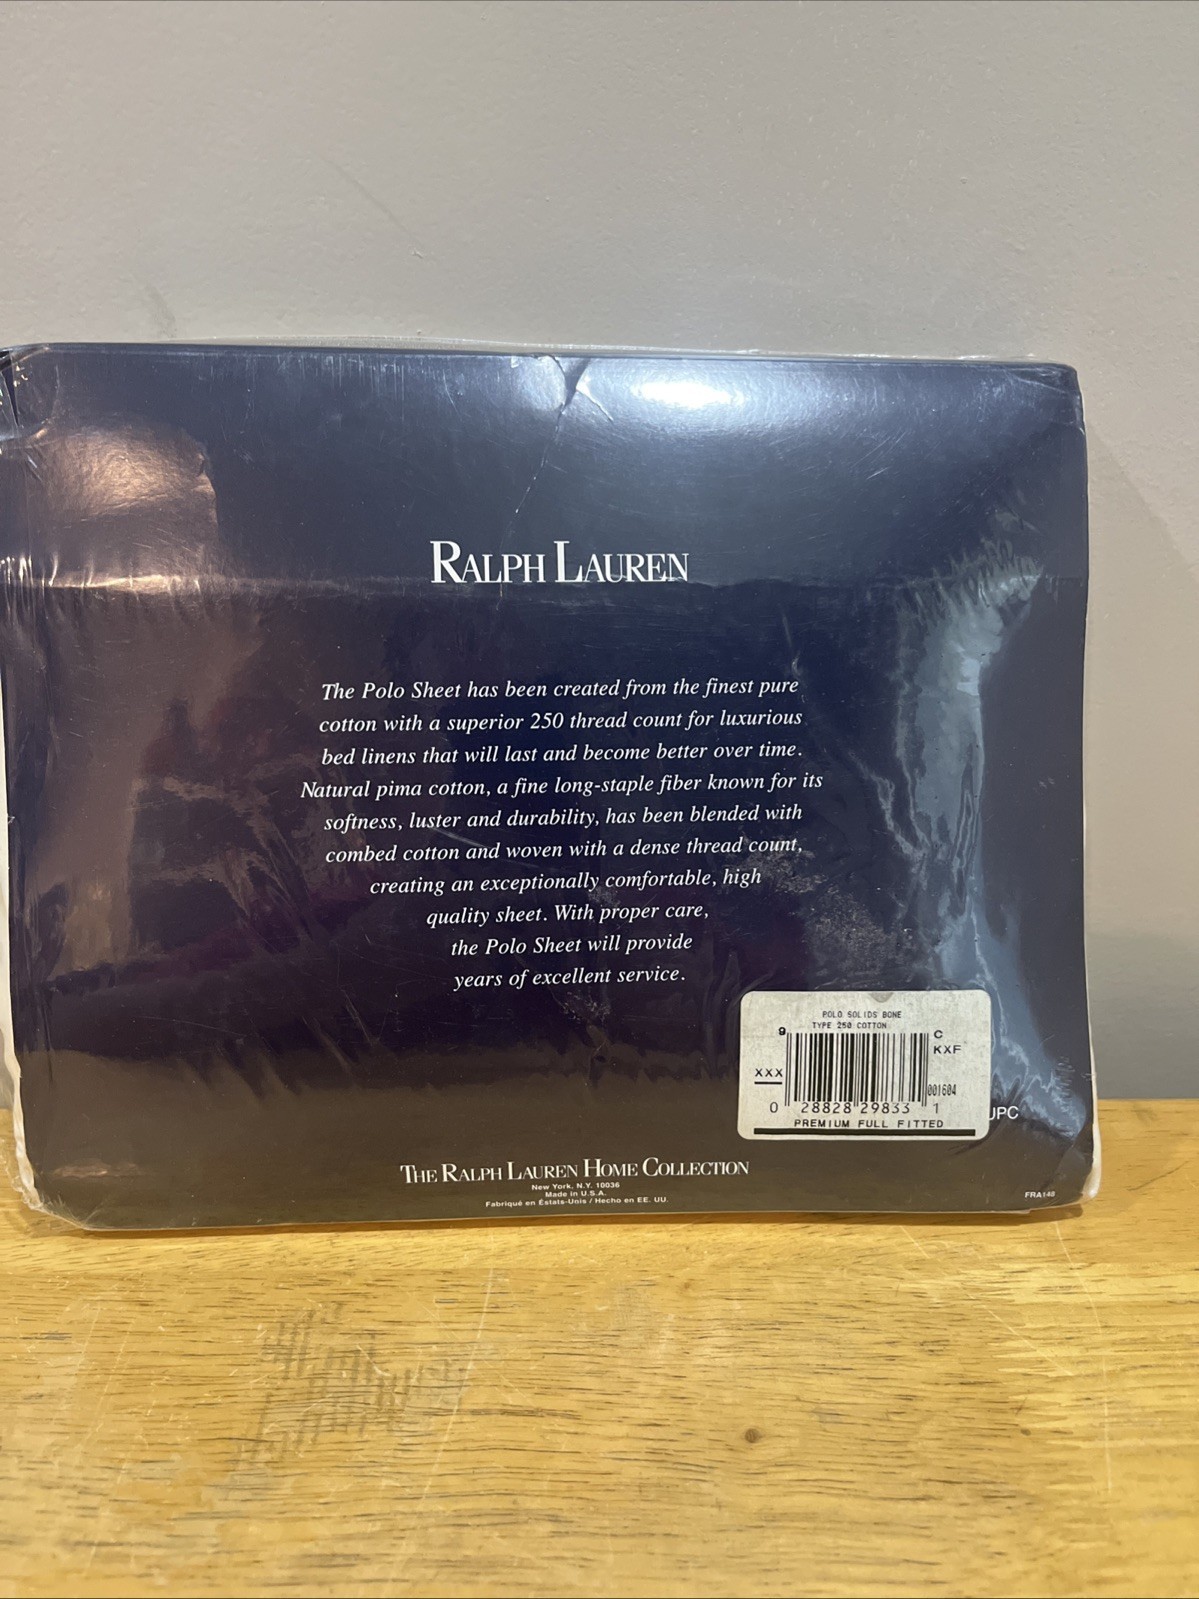 RALPH LAUREN
The Polo Sheet has been created from the finest pure
cotton with a superior 250 thread count for luxurious
bed linens that will last and become better over time.
Natural pima cotton, a fine long-staple fiber known for its
softness, luster and durability, has been blended with
combed cotton and woven with a dense thread count,
creating an exceptionally comfortable, high
quality sheet. With proper care,
the Polo Sheet will provide
years of excellent service.
POLO SOLIDS BONE
TYPE 250 COTTON
9 C
KXF
XXX
001604
0 28828 29833 1
UPC
PREMIUM FULL FITTED
THE RALPH LAUREN HOME COLLECTION
New York, N.Y. 10036
Made in U.S.A.
Fabriqué en Éstats-Unis / Hecho en EE. UU.
FRA148